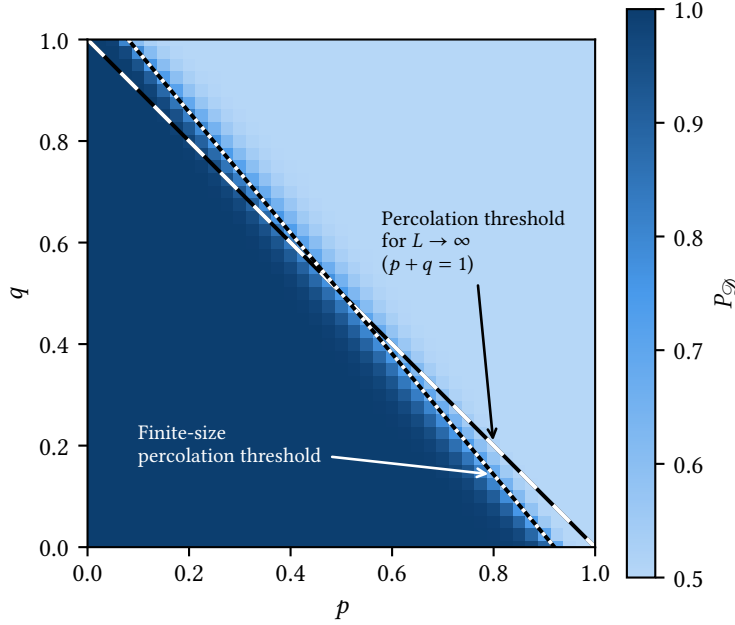 1.0
0.8
0.6
0.4
0.2
0.0
q
Percolation threshold
for L → ∞
(p + q = 1)
Finite-size
percolation threshold
0.0 0.2 0.4 0.6 0.8 1.0
p
1.0
0.9
0.8
0.7
0.6
0.5
P𝒟